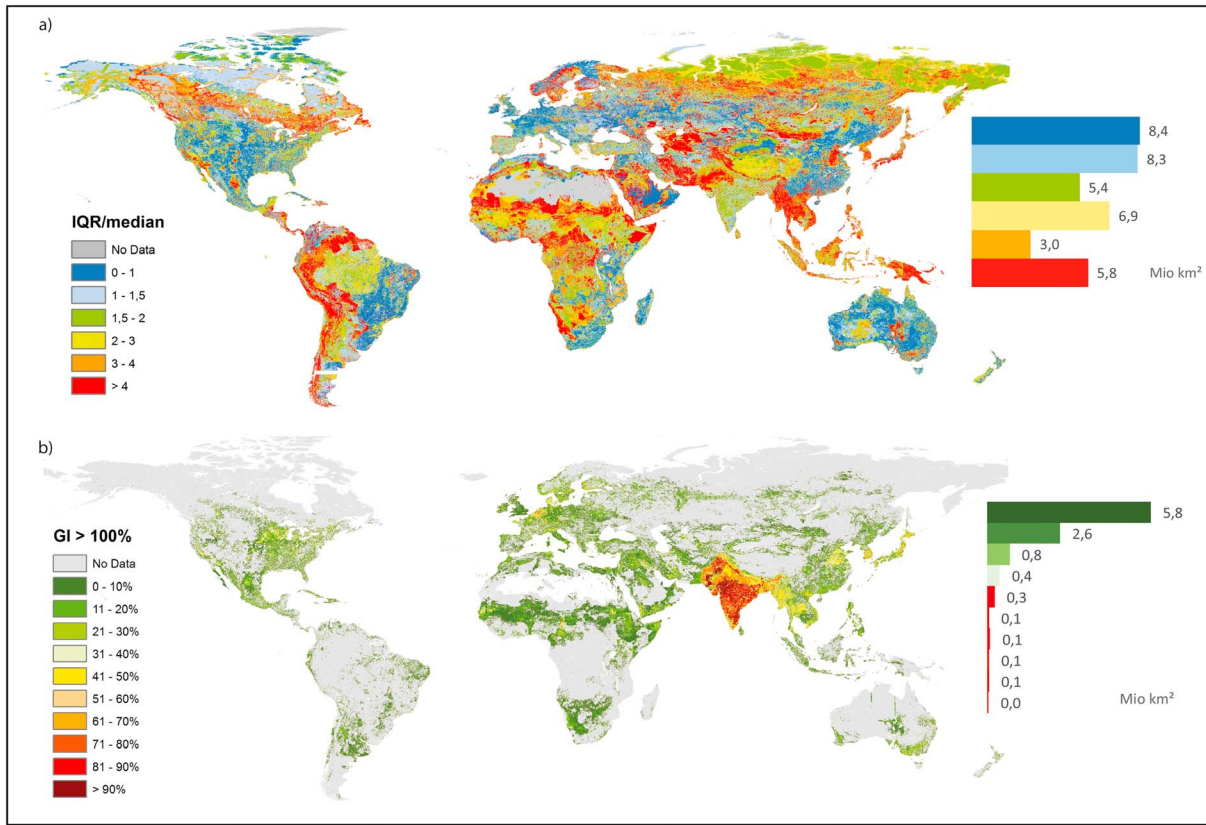 a)
IQR/median
No Data
0 - 1
1 - 1,5
1,5 - 2
2 - 3
3 - 4
> 4
8,4
8,3
5,4
6,9
3,0
5,8 Mio km²
b)
GI > 100%
No Data
0 - 10%
11 - 20%
21 - 30%
31 - 40%
41 - 50%
51 - 60%
61 - 70%
71 - 80%
81 - 90%
> 90%
5,8
2,6
0,8
0,4
0,3
0,1
0,1
0,1
0,1
0,0
Mio km²